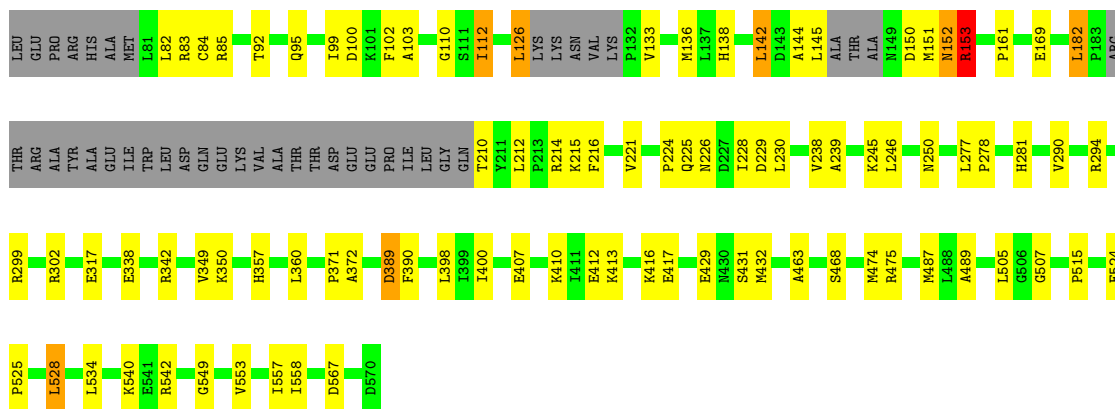 LEU GLU PRO ARG HIS ALA MET L81 L82 R83 C84 R85 T92 Q95 I99 D100 K101 F102 A103 G110 S111 I112 L126 LYS LYS ASN VAL LYS P132 V133 M136 L137 H138 L142 D143 A144 L145 ALA THR ALA N149 D150 M151 N152 R153 P161 E169 L182 P183 ARG
THR ARG ALA TYR ALA GLU ILE TRP LEU ASP GLN GLU LYS VAL ALA THR THR ASP GLU GLU PRO ILE LEU GLY GLN T210 Y211 L212 P213 R214 K215 F216 V221 P224 Q225 N226 D227 I228 D229 L230 V238 A239 K245 L246 N250 L277 P278 H281 V290 R294
R299 R302 E317 E338 R342 V349 K350 H357 L360 P371 A372 D389 F390 L398 I399 I400 E407 K410 I411 E412 K413 K416 E417 E429 N430 S431 M432 A463 S468 M474 R475 M487 L488 A489 L505 G506 G507 P515
P525 L528 L534 K540 E541 R542 G549 V553 I557 I558 D567 D570